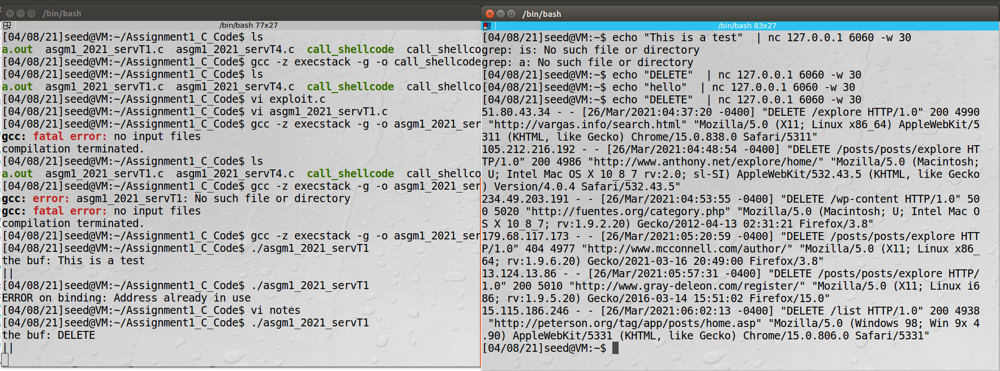 /bin/bash
/bin/bash 77x27
[04/08/21]seed@VM:~/Assignment1_C_Code$ ls
a.out  asgm1_2021_servT1.c  asgm1_2021_servT4.c  call_shellcode  call_shellco
[04/08/21]seed@VM:~/Assignment1_C_Code$ gcc -z execstack -g -o call_shellcode
[04/08/21]seed@VM:~/Assignment1_C_Code$ ls
a.out  asgm1_2021_servT1.c  asgm1_2021_servT4.c  call_shellcode  call_shellco
[04/08/21]seed@VM:~/Assignment1_C_Code$ vi exploit.c
[04/08/21]seed@VM:~/Assignment1_C_Code$ vi asgm1_2021_servT1.c
[04/08/21]seed@VM:~/Assignment1_C_Code$ gcc -z execstack -g -o asgm1_2021_ser
gcc: fatal error: no input files
compilation terminated.
[04/08/21]seed@VM:~/Assignment1_C_Code$ ls
a.out  asgm1_2021_servT1.c  asgm1_2021_servT4.c  call_shellcode  call_shellco
[04/08/21]seed@VM:~/Assignment1_C_Code$ gcc -z execstack -g -o asgm1_2021_ser
gcc: error: asgm1_2021_servT1: No such file or directory
gcc: fatal error: no input files
compilation terminated.
[04/08/21]seed@VM:~/Assignment1_C_Code$ gcc -z execstack -g -o asgm1_2021_ser
[04/08/21]seed@VM:~/Assignment1_C_Code$ ./asgm1_2021_servT1
the buf: This is a test
||
[04/08/21]seed@VM:~/Assignment1_C_Code$ ./asgm1_2021_servT1
ERROR on binding: Address already in use
[04/08/21]seed@VM:~/Assignment1_C_Code$ vi notes
[04/08/21]seed@VM:~/Assignment1_C_Code$ ./asgm1_2021_servT1
the buf: DELETE
||
/bin/bash
/bin/bash 83x27
[04/08/21]seed@VM:~$ echo "This is a test"  | nc 127.0.0.1 6060 -w 30
grep: is: No such file or directory
grep: a: No such file or directory
[04/08/21]seed@VM:~$ echo "DELETE"  | nc 127.0.0.1 6060 -w 30
[04/08/21]seed@VM:~$ echo "hello"  | nc 127.0.0.1 6060 -w 30
[04/08/21]seed@VM:~$ echo "DELETE"  | nc 127.0.0.1 6060 -w 30
51.80.43.34 - - [26/Mar/2021:04:37:20 -0400] "DELETE /explore HTTP/1.0" 200 4990
 "http://vargas.info/search.html" "Mozilla/5.0 (X11; Linux x86_64) AppleWebKit/5
311 (KHTML, like Gecko) Chrome/15.0.838.0 Safari/5311"
105.212.216.192 - - [26/Mar/2021:04:48:54 -0400] "DELETE /posts/posts/explore HT
TP/1.0" 200 4986 "http://www.anthony.net/explore/home/" "Mozilla/5.0 (Macintosh;
 U; Intel Mac OS X 10_8_7 rv:2.0; sl-SI) AppleWebKit/532.43.5 (KHTML, like Gecko
) Version/4.0.4 Safari/532.43.5"
234.49.203.191 - - [26/Mar/2021:04:53:55 -0400] "DELETE /wp-content HTTP/1.0" 50
0 5020 "http://fuentes.org/category.php" "Mozilla/5.0 (Macintosh; U; Intel Mac O
S X 10_8_7; rv:1.9.2.20) Gecko/2012-04-13 02:31:21 Firefox/3.8"
179.68.117.173 - - [26/Mar/2021:05:20:59 -0400] "DELETE /posts/posts/explore HTT
P/1.0" 404 4977 "http://www.mcconnell.com/author/" "Mozilla/5.0 (X11; Linux x86_
64; rv:1.9.6.20) Gecko/2021-03-16 20:49:00 Firefox/3.8"
13.124.13.86 - - [26/Mar/2021:05:57:31 -0400] "DELETE /posts/posts/explore HTTP/
1.0" 200 5010 "http://www.gray-deleon.com/register/" "Mozilla/5.0 (X11; Linux i6
86; rv:1.9.5.20) Gecko/2016-03-14 15:51:02 Firefox/15.0"
15.115.186.246 - - [26/Mar/2021:06:02:13 -0400] "DELETE /list HTTP/1.0" 200 4938
 "http://peterson.org/tag/app/posts/home.asp" "Mozilla/5.0 (Windows 98; Win 9x 4
.90) AppleWebKit/5331 (KHTML, like Gecko) Chrome/15.0.806.0 Safari/5331"
[04/08/21]seed@VM:~$